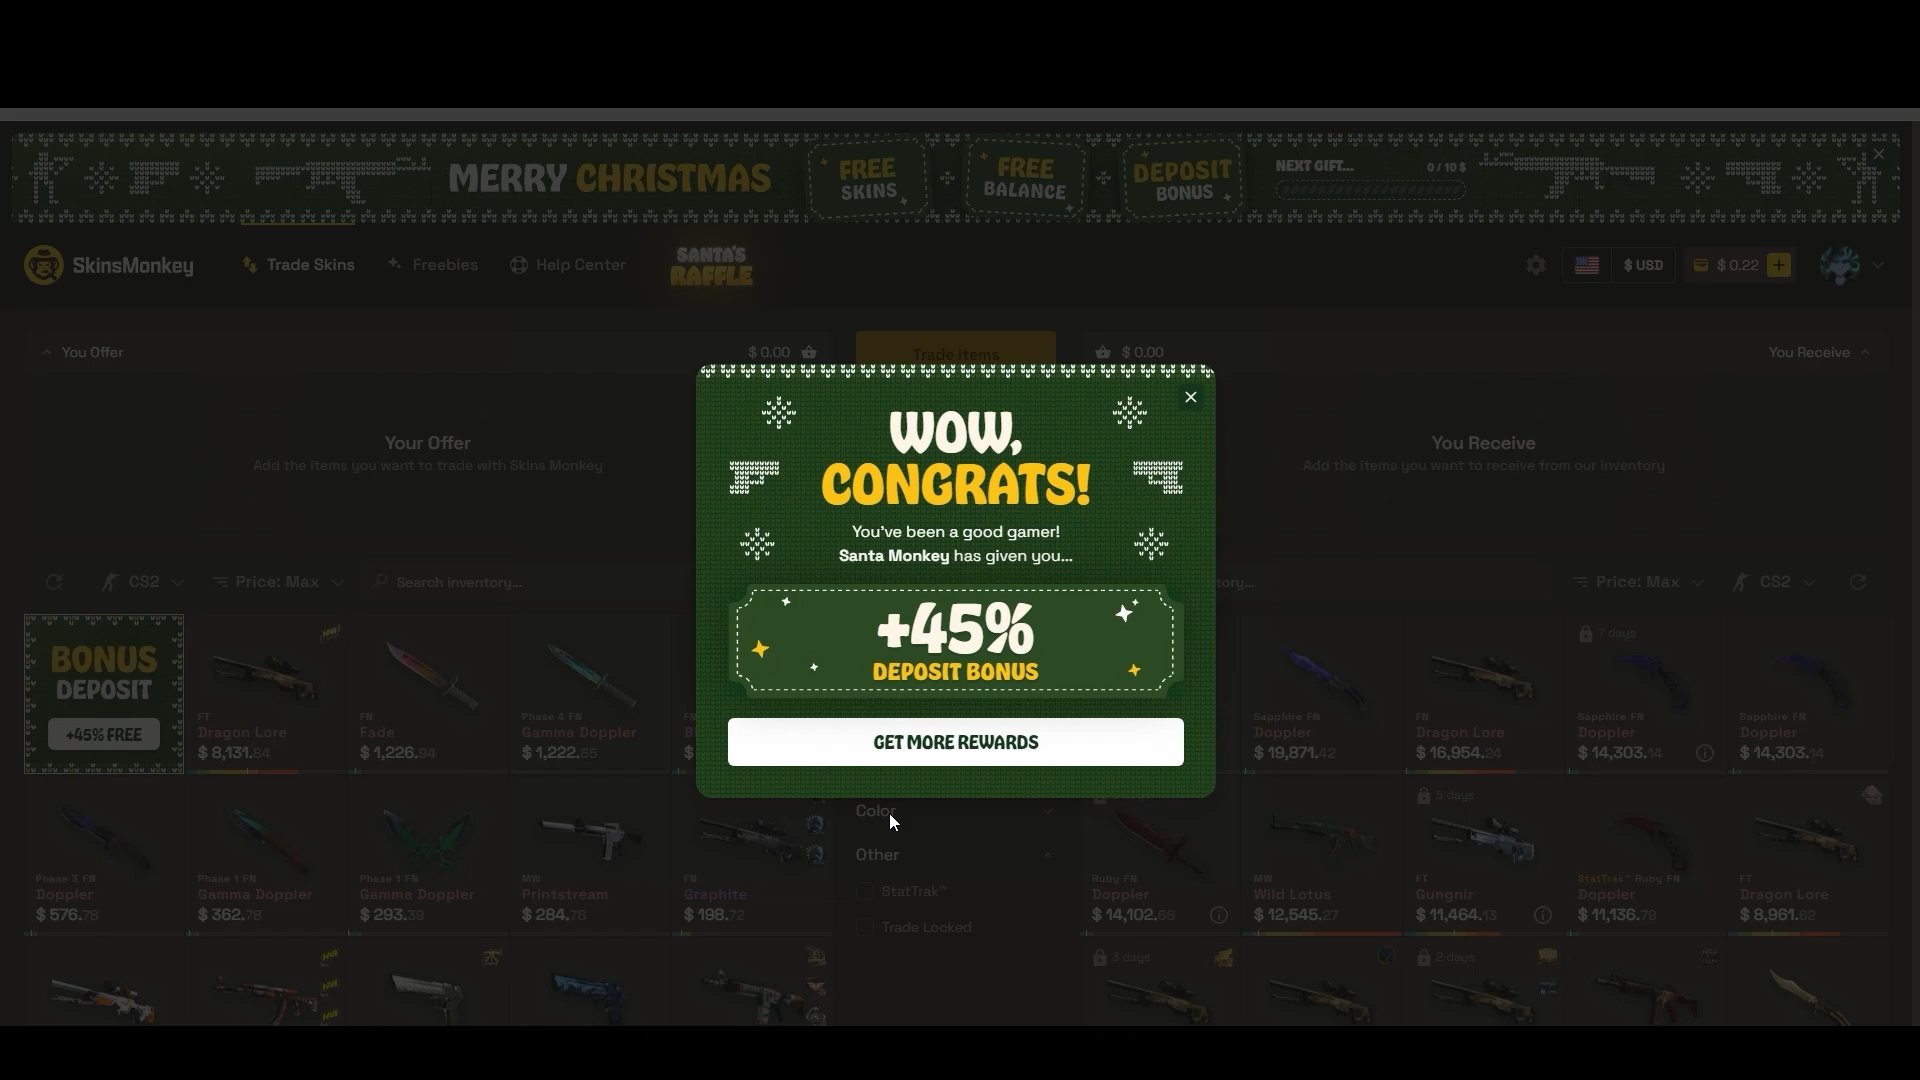 MERRY CHRISTMAS
FREE
SKINS
FREE
BALANCE
DEPOSIT
BONUS
NEXT GIFT...
0 / 10 $
SkinsMonkey
Trade Skins
Freebies
Help Center
SANTA'S
RAFFLE
$ USD
$ 0.22
You Offer
$ 0.00
Trade items
$ 0.00
You Receive
Your Offer
Add the items you want to trade with Skins Monkey
You Receive
Add the items you want to receive from our inventory
WOW,
CONGRATS!
You've been a good gamer!
Santa Monkey has given you...
+45%
DEPOSIT BONUS
GET MORE REWARDS
CS2
Price: Max
Search inventory...
Price: Max
CS2
BONUS
DEPOSIT
+45% FREE
FT
Dragon Lore
$ 8,131.84
FN
Fade
$ 1,226.94
Phase 4 FN
Gamma Doppler
$ 1,222.65
Sapphire FN
Doppler
$ 19,871.42
FN
Dragon Lore
$ 16,954.24
7 days
Sapphire FN
Doppler
$ 14,303.14
Sapphire FN
Doppler
$ 14,303.14
Phase 3 FN
Doppler
$ 576.78
Phase 1 FN
Gamma Doppler
$ 362.78
Phase 1 FN
Gamma Doppler
$ 293.39
MW
Printstream
$ 284.76
FN
Graphite
$ 198.72
Color
Other
StatTrak™
Trade Locked
Ruby FN
Doppler
$ 14,102.66
MW
Wild Lotus
$ 12,545.27
5 days
FT
Gungnir
$ 11,464.13
StatTrak™ Ruby FN
Doppler
$ 11,136.79
FT
Dragon Lore
$ 8,961.62
3 days
2 days